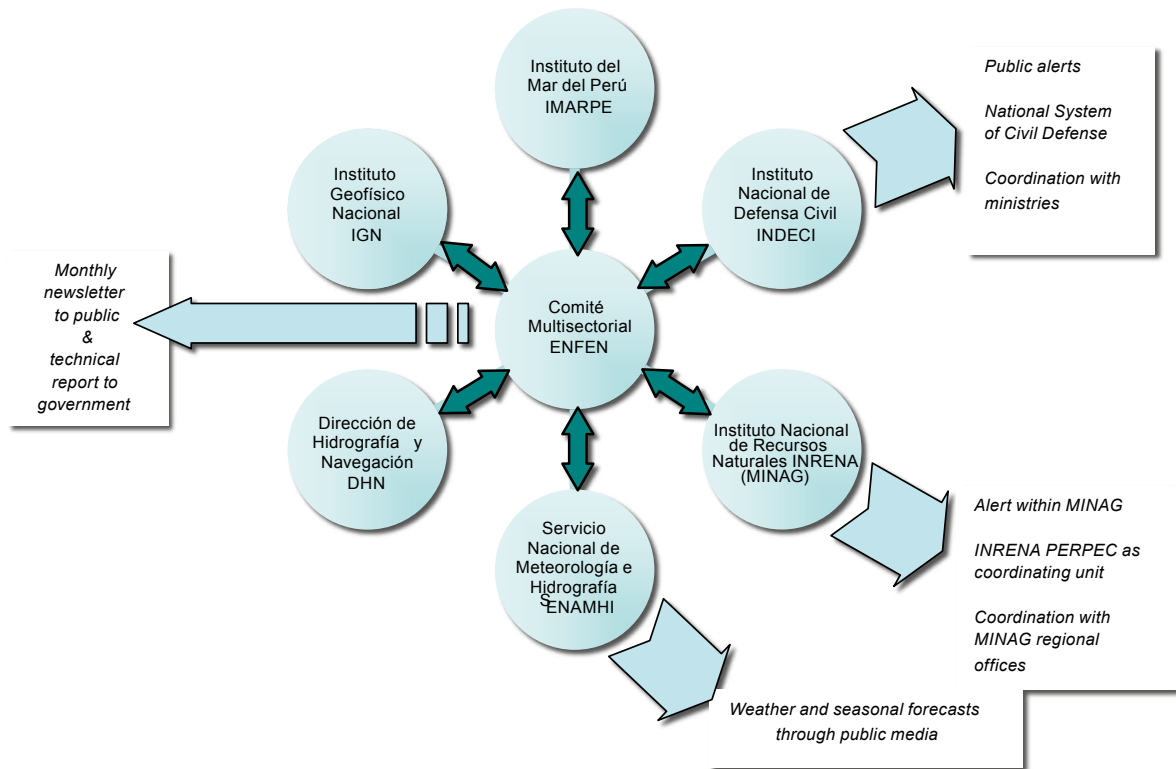 Instituto del
Mar del Perú
IMARPE
Public alerts
National System
of Civil Defense
Coordination with
ministries
Instituto
Geofísico
Nacional
IGN
Instituto
Nacional de
Defensa Civil
INDECI
Monthly
newsletter
to public
&
technical
report to
government
Comité
Multisectorial
ENFEN
Dirección de
Hidrografía y
Navegación
DHN
Instituto Nacional
de Recursos
Naturales INRENA
(MINAG)
Servicio
Nacional de
Meteorología e
Hidrografía
SENAMHI
Alert within MINAG
INRENA PERPEC as
coordinating unit
Coordination with
MINAG regional
offices
Weather and seasonal forecasts
through public media